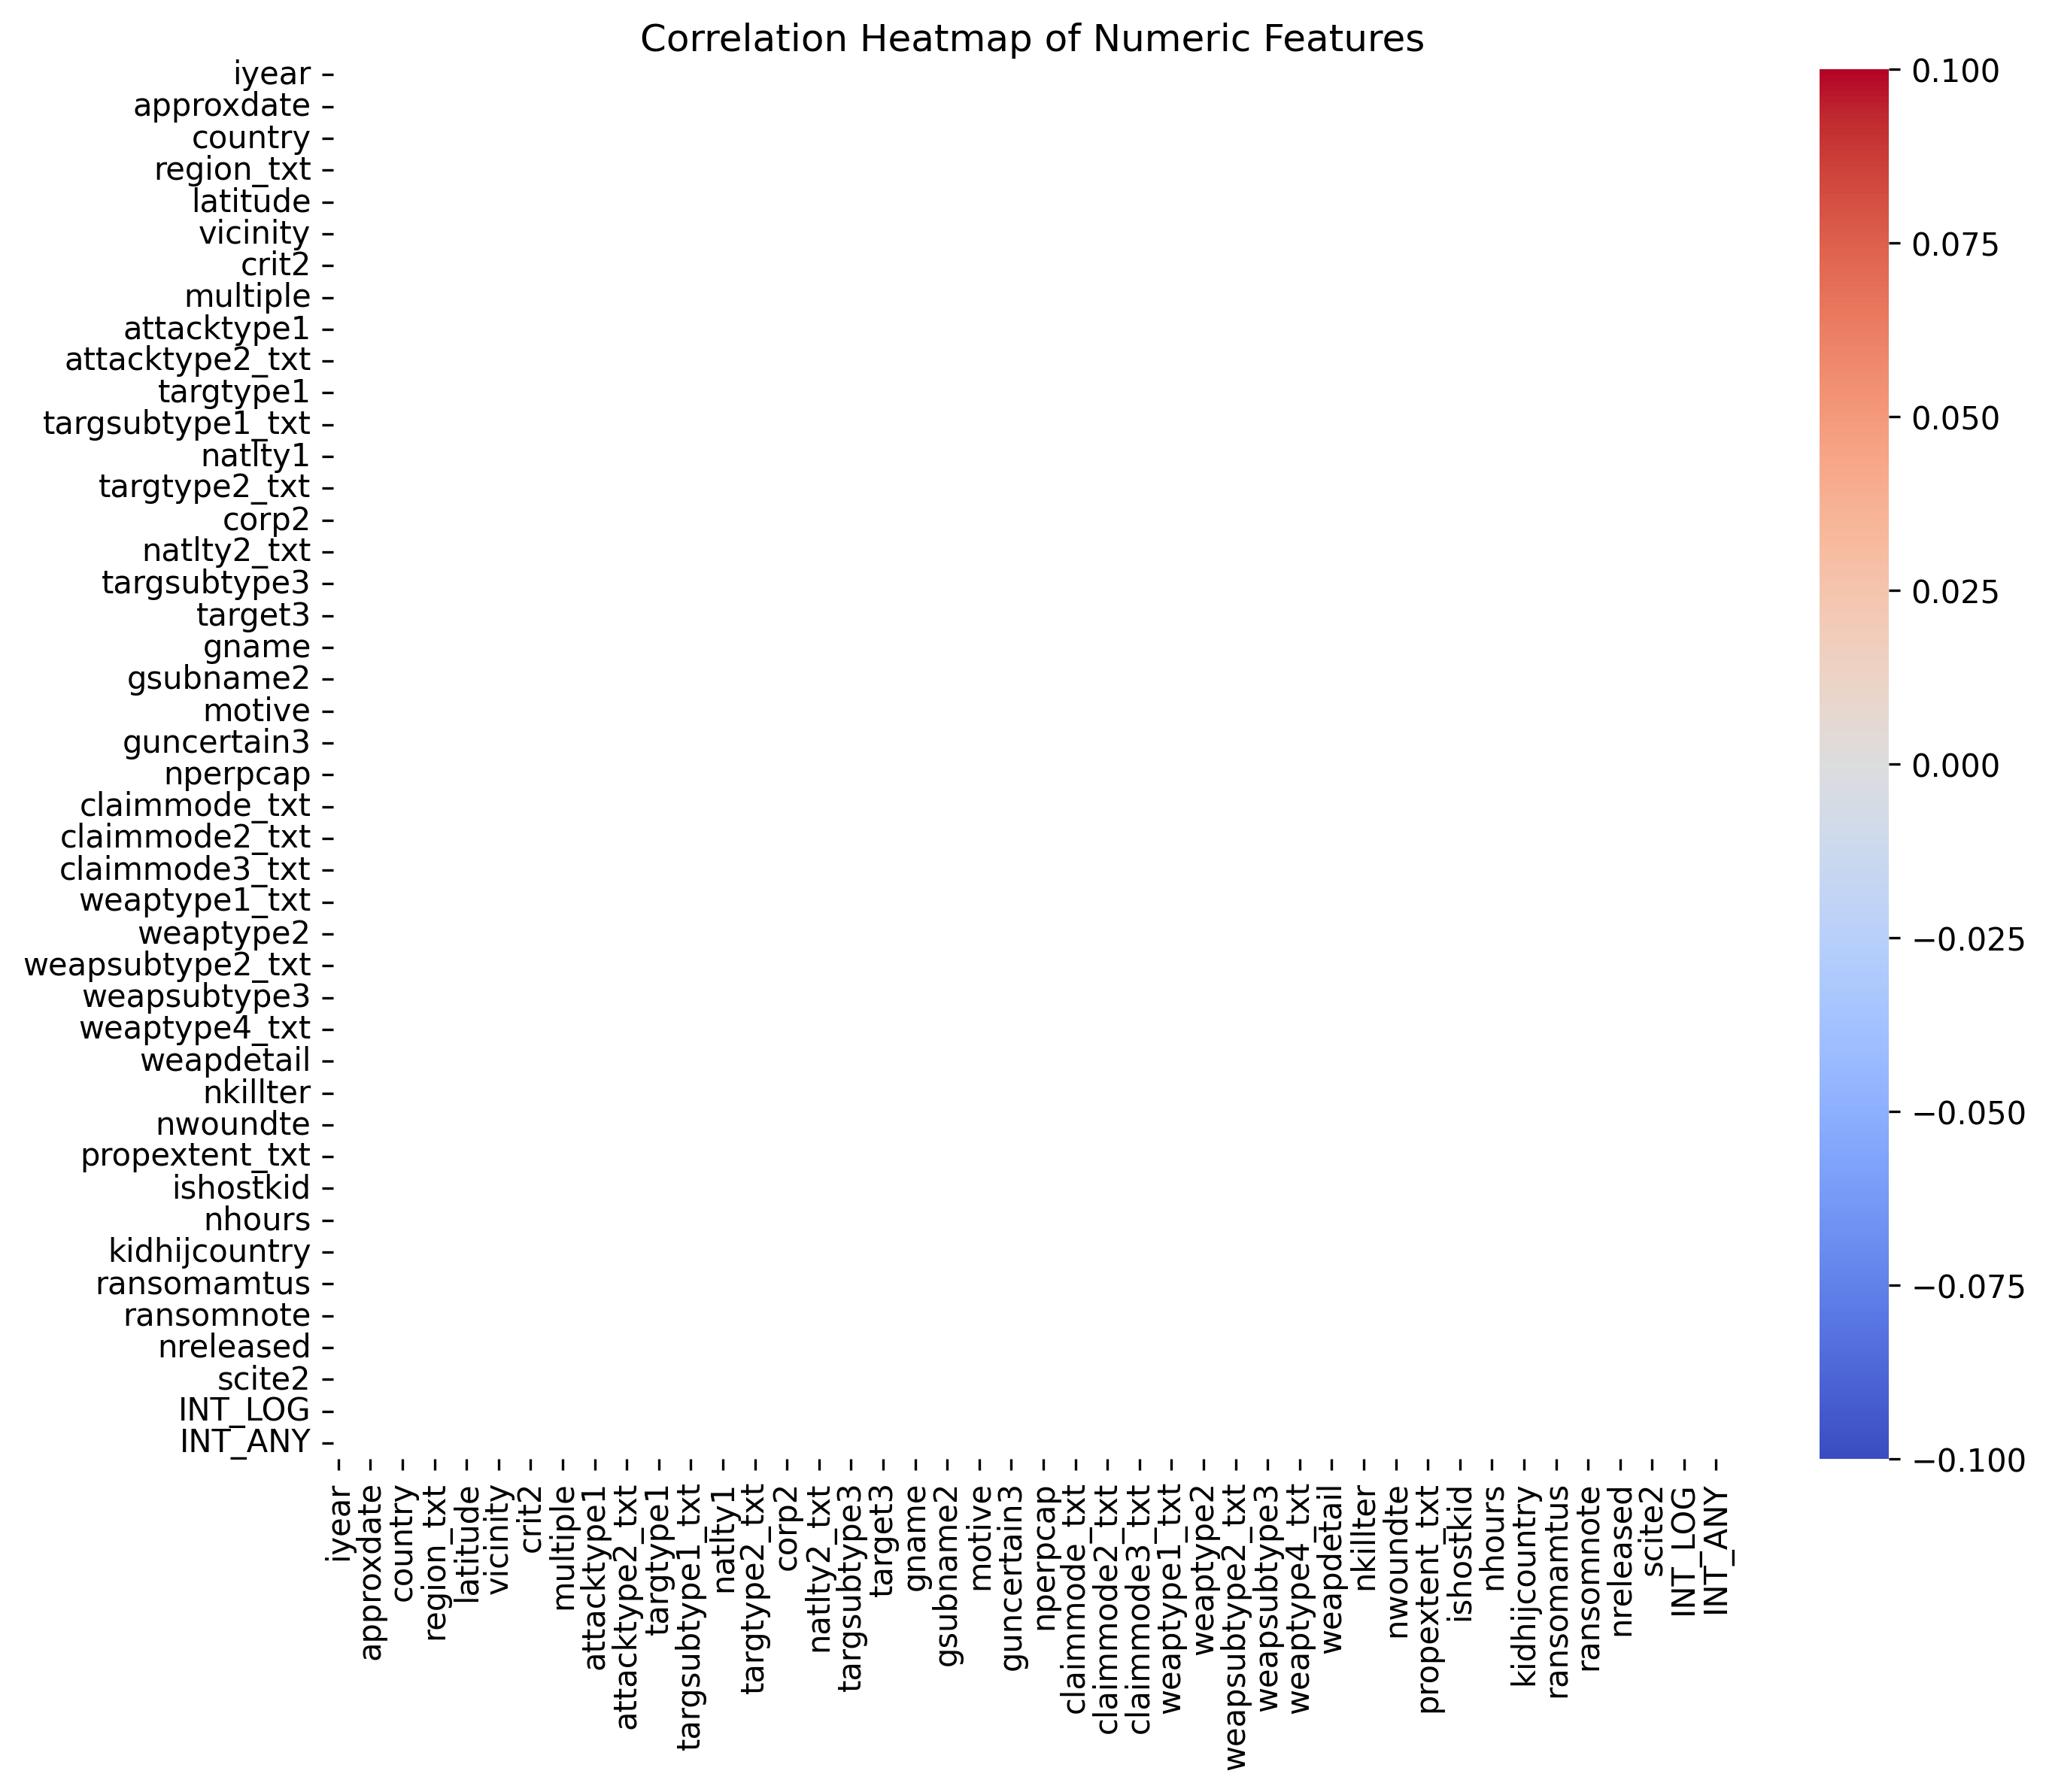 Correlation Heatmap of Numeric Features
iyear
approxdate
country
region_txt
latitude
vicinity
crit2
multiple
attacktype1
attacktype2_txt
targtype1
targsubtype1_txt
natlty1
targtype2_txt
corp2
natlty2_txt
targsubtype3
target3
gname
gsubname2
motive
guncertain3
nperpcap
claimmode_txt
claimmode2_txt
claimmode3_txt
weaptype1_txt
weaptype2
weapsubtype2_txt
weapsubtype3
weaptype4_txt
weapdetail
nkillter
nwoundte
propextent_txt
ishostkid
nhours
kidhijcountry
ransomamtus
ransomnote
nreleased
scite2
INT_LOG
INT_ANY
iyear
approxdate
country
region_txt
latitude
vicinity
crit2
multiple
attacktype1
attacktype2_txt
targtype1
targsubtype1_txt
natlty1
targtype2_txt
corp2
natlty2_txt
targsubtype3
target3
gname
gsubname2
motive
guncertain3
nperpcap
claimmode_txt
claimmode2_txt
claimmode3_txt
weaptype1_txt
weaptype2
weapsubtype2_txt
weapsubtype3
weaptype4_txt
weapdetail
nkillter
nwoundte
propextent_txt
ishostkid
nhours
kidhijcountry
ransomamtus
ransomnote
nreleased
scite2
INT_LOG
INT_ANY
0.100
0.075
0.050
0.025
0.000
−0.025
−0.050
−0.075
−0.100